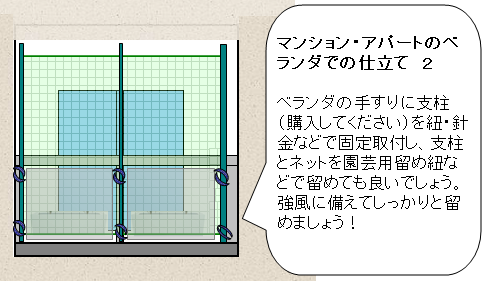 マンション・アパートのベ
ランダでの仕立て　２
ベランダの手すりに支柱
（購入してください）を紐・針
金などで固定取付し、支柱
とネットを園芸用留め紐な
どで留めても良いでしょう。
強風に備えてしっかりと留
めましょう！